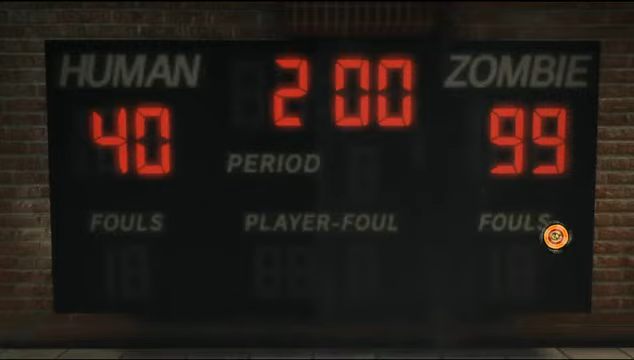 HUMAN 2 00 ZOMBIE
40 99
PERIOD
FOULS PLAYER-FOUL FOULS